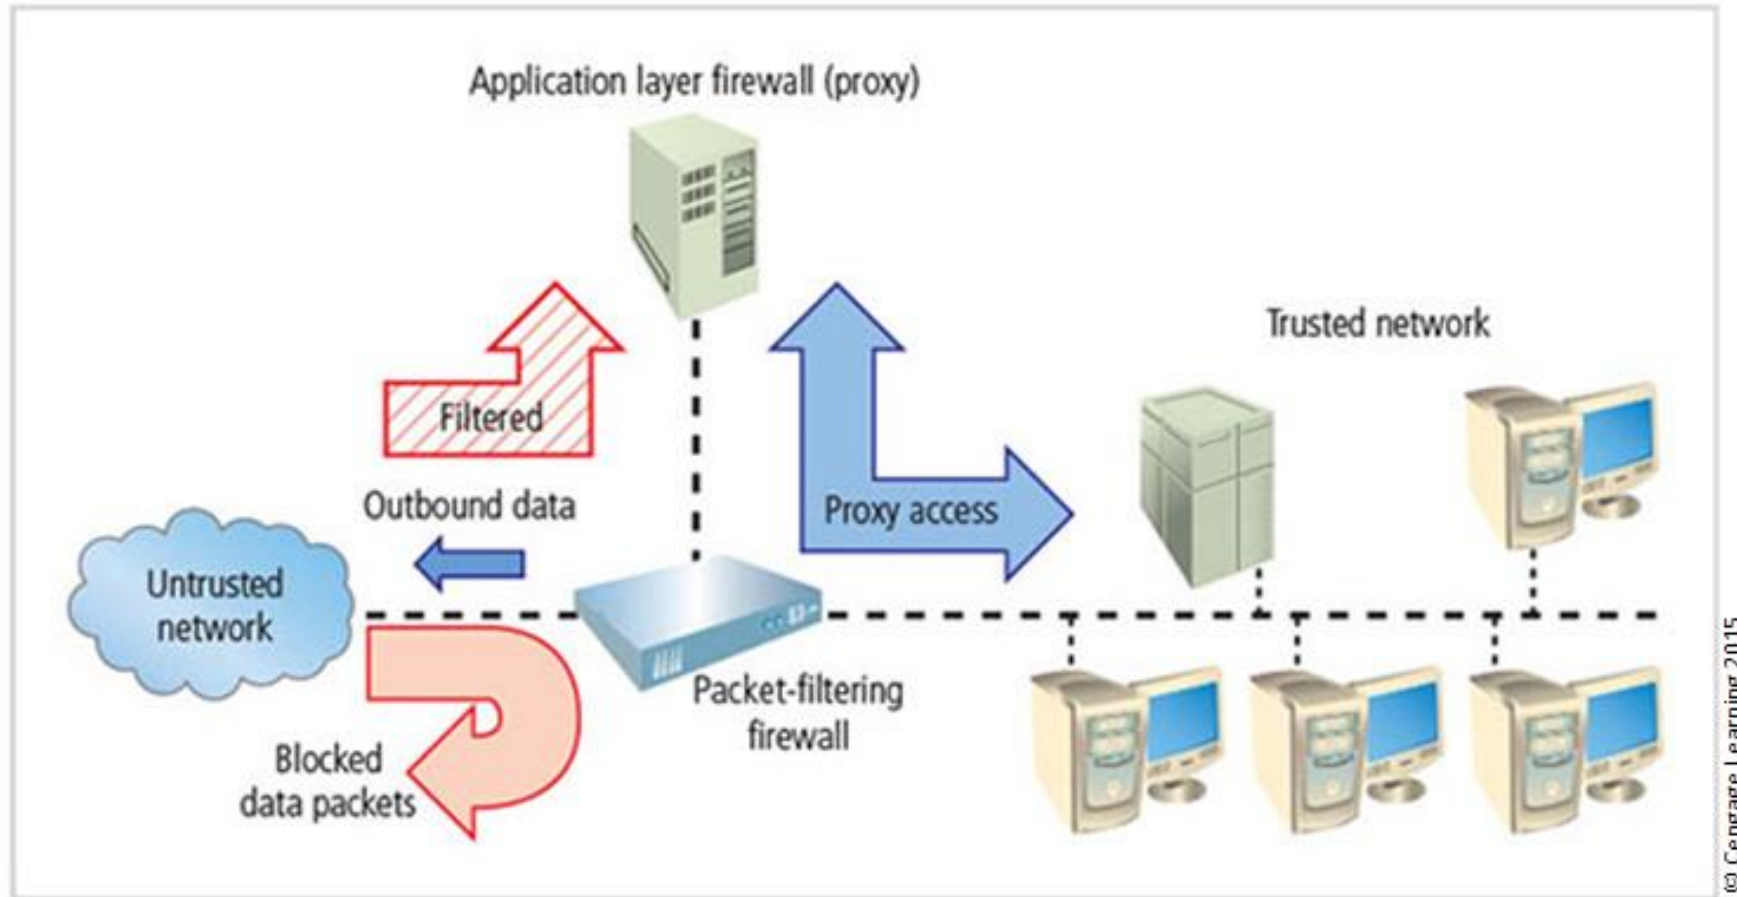 Application layer firewall (proxy)
Trusted network
Filtered
Outbound data
Proxy access
Untrusted
network
Packet-filtering
firewall
Blocked
data packets
© Cengage Learning 2015